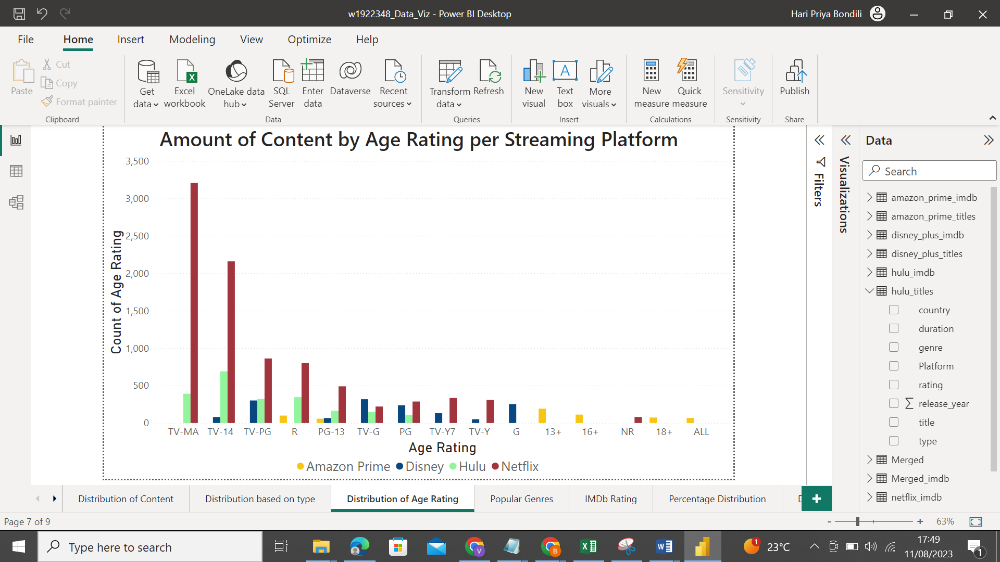 w1922348_Data_Viz - Power BI Desktop
Hari Priya Bondili
File Home Insert Modeling View Optimize Help
Paste
Cut
Copy
Format painter
Clipboard
Get data
Excel workbook
OneLake data hub
SQL Server
Enter data
Dataverse
Recent sources
Data
Transform data
Refresh
Queries
New visual
Text box
More visuals
Insert
New measure
Quick measure
Calculations
Sensitivity
Sensitivity
Publish
Share
Amount of Content by Age Rating per Streaming Platform
Count of Age Rating
3,500
3,000
2,500
2,000
1,500
1,000
500
0
TV-MA TV-14 TV-PG R PG-13 TV-G PG TV-Y7 TV-Y G 13+ 16+ NR 18+ ALL
Age Rating
Amazon Prime Disney Hulu Netflix
Filters
Visualizations
Data
Search
amazon_prime_imdb
amazon_prime_titles
disney_plus_imdb
disney_plus_titles
hulu_imdb
hulu_titles
country
duration
genre
Platform
rating
release_year
title
type
Merged
Merged_imdb
netflix_imdb
Distribution of Content Distribution based on type Distribution of Age Rating Popular Genres IMDb Rating Percentage Distribution
Page 7 of 9
- + 63%
Type here to search
1 23°C
17:49
11/08/2023
1